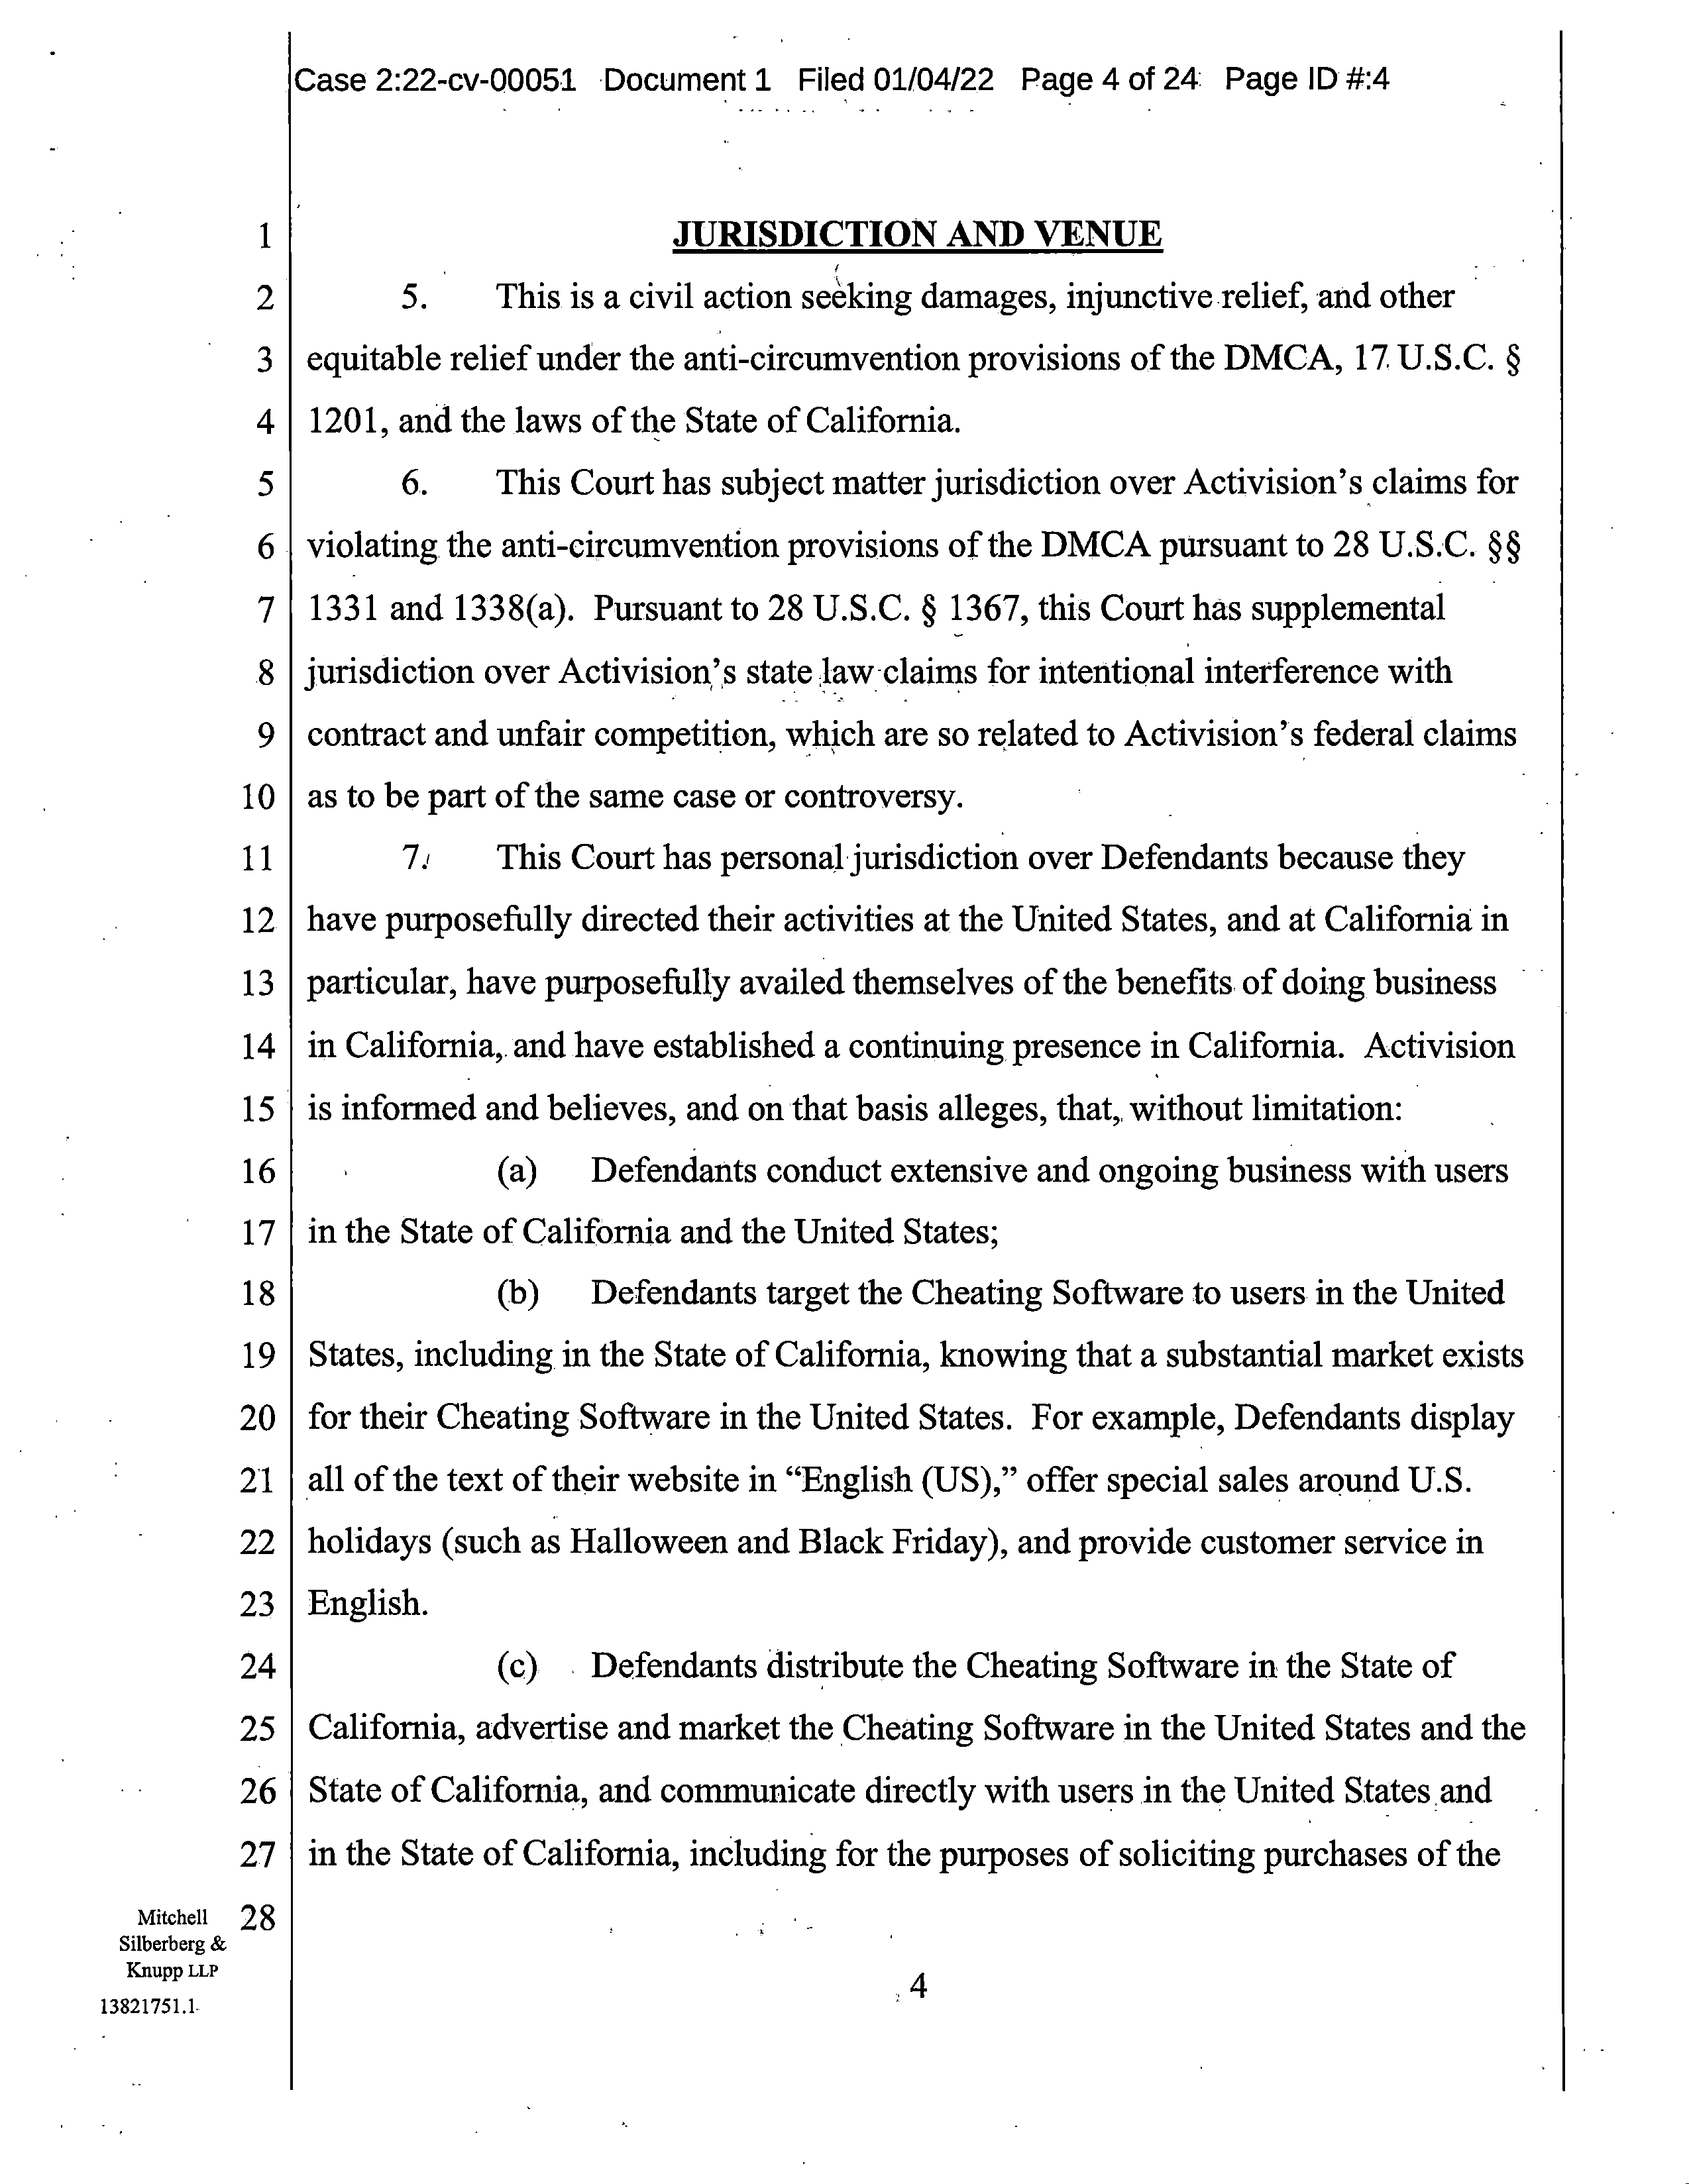 Case 2:22-cv-00051 Document 1 Filed 01/04/22 Page 4 of 24 Page ID #:4
1 JURISDICTION AND VENUE
2 5. This is a civil action seeking damages, injunctive relief, and other
3 equitable relief under the anti-circumvention provisions of the DMCA, 17 U.S.C. §
4 1201, and the laws of the State of California.
5 6. This Court has subject matter jurisdiction over Activision's claims for
6 violating the anti-circumvention provisions of the DMCA pursuant to 28 U.S.C. §§
7 1331 and 1338(a). Pursuant to 28 U.S.C. § 1367, this Court has supplemental
8 jurisdiction over Activision's state law claims for intentional interference with
9 contract and unfair competition, which are so related to Activision's federal claims
10 as to be part of the same case or controversy.
11 7. This Court has personal jurisdiction over Defendants because they
12 have purposefully directed their activities at the United States, and at California in
13 particular, have purposefully availed themselves of the benefits of doing business
14 in California, and have established a continuing presence in California. Activision
15 is informed and believes, and on that basis alleges, that, without limitation:
16 (a) Defendants conduct extensive and ongoing business with users
17 in the State of California and the United States;
18 (b) Defendants target the Cheating Software to users in the United
19 States, including in the State of California, knowing that a substantial market exists
20 for their Cheating Software in the United States. For example, Defendants display
21 all of the text of their website in “English (US),” offer special sales around U.S.
22 holidays (such as Halloween and Black Friday), and provide customer service in
23 English.
24 (c) Defendants distribute the Cheating Software in the State of
25 California, advertise and market the Cheating Software in the United States and the
26 State of California, and communicate directly with users in the United States and
27 in the State of California, including for the purposes of soliciting purchases of the
28
Mitchell
Silberberg &
Knupp LLP
13821751.1
4